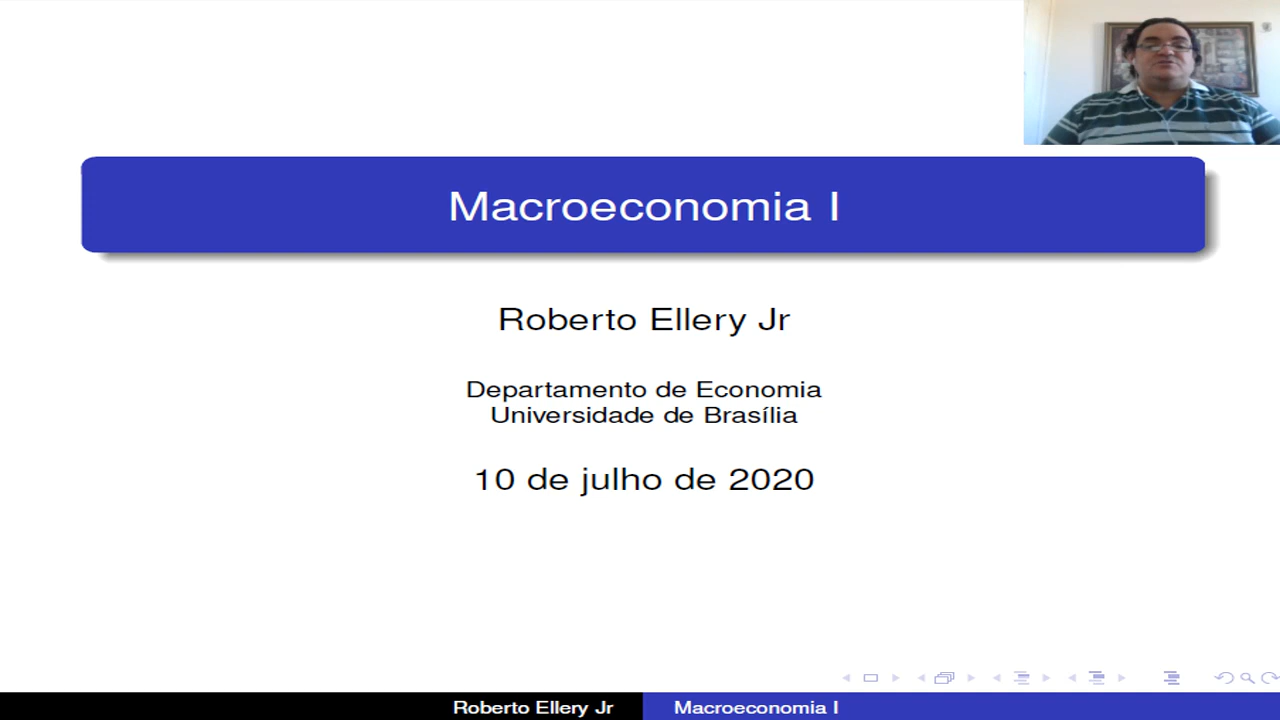 Macroeconomia I
Roberto Ellery Jr
Departamento de Economia
Universidade de Brasília
10 de julho de 2020
Roberto Ellery Jr
Macroeconomia I